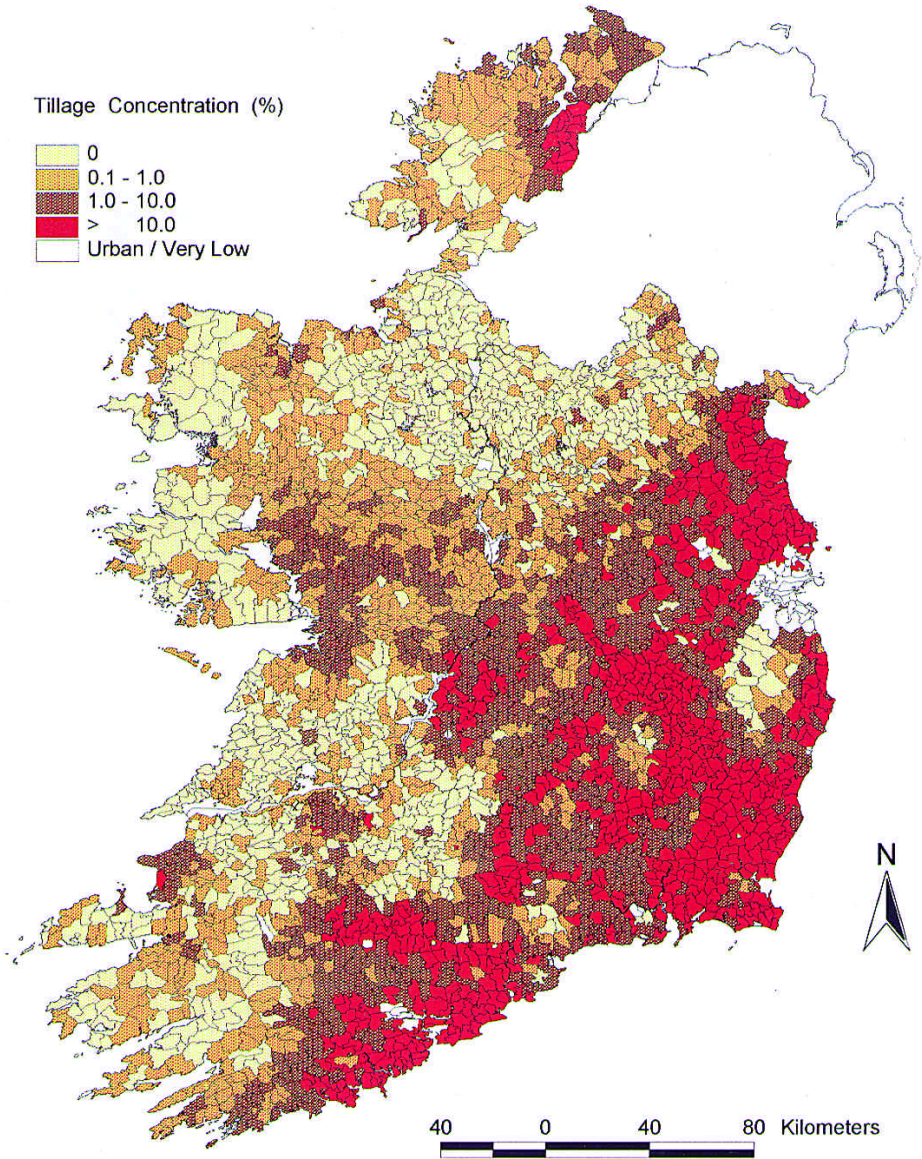 Tillage Concentration (%)
0
0.1 - 1.0
1.0 - 10.0
> 10.0
Urban / Very Low
N
40 0 40 80 Kilometers